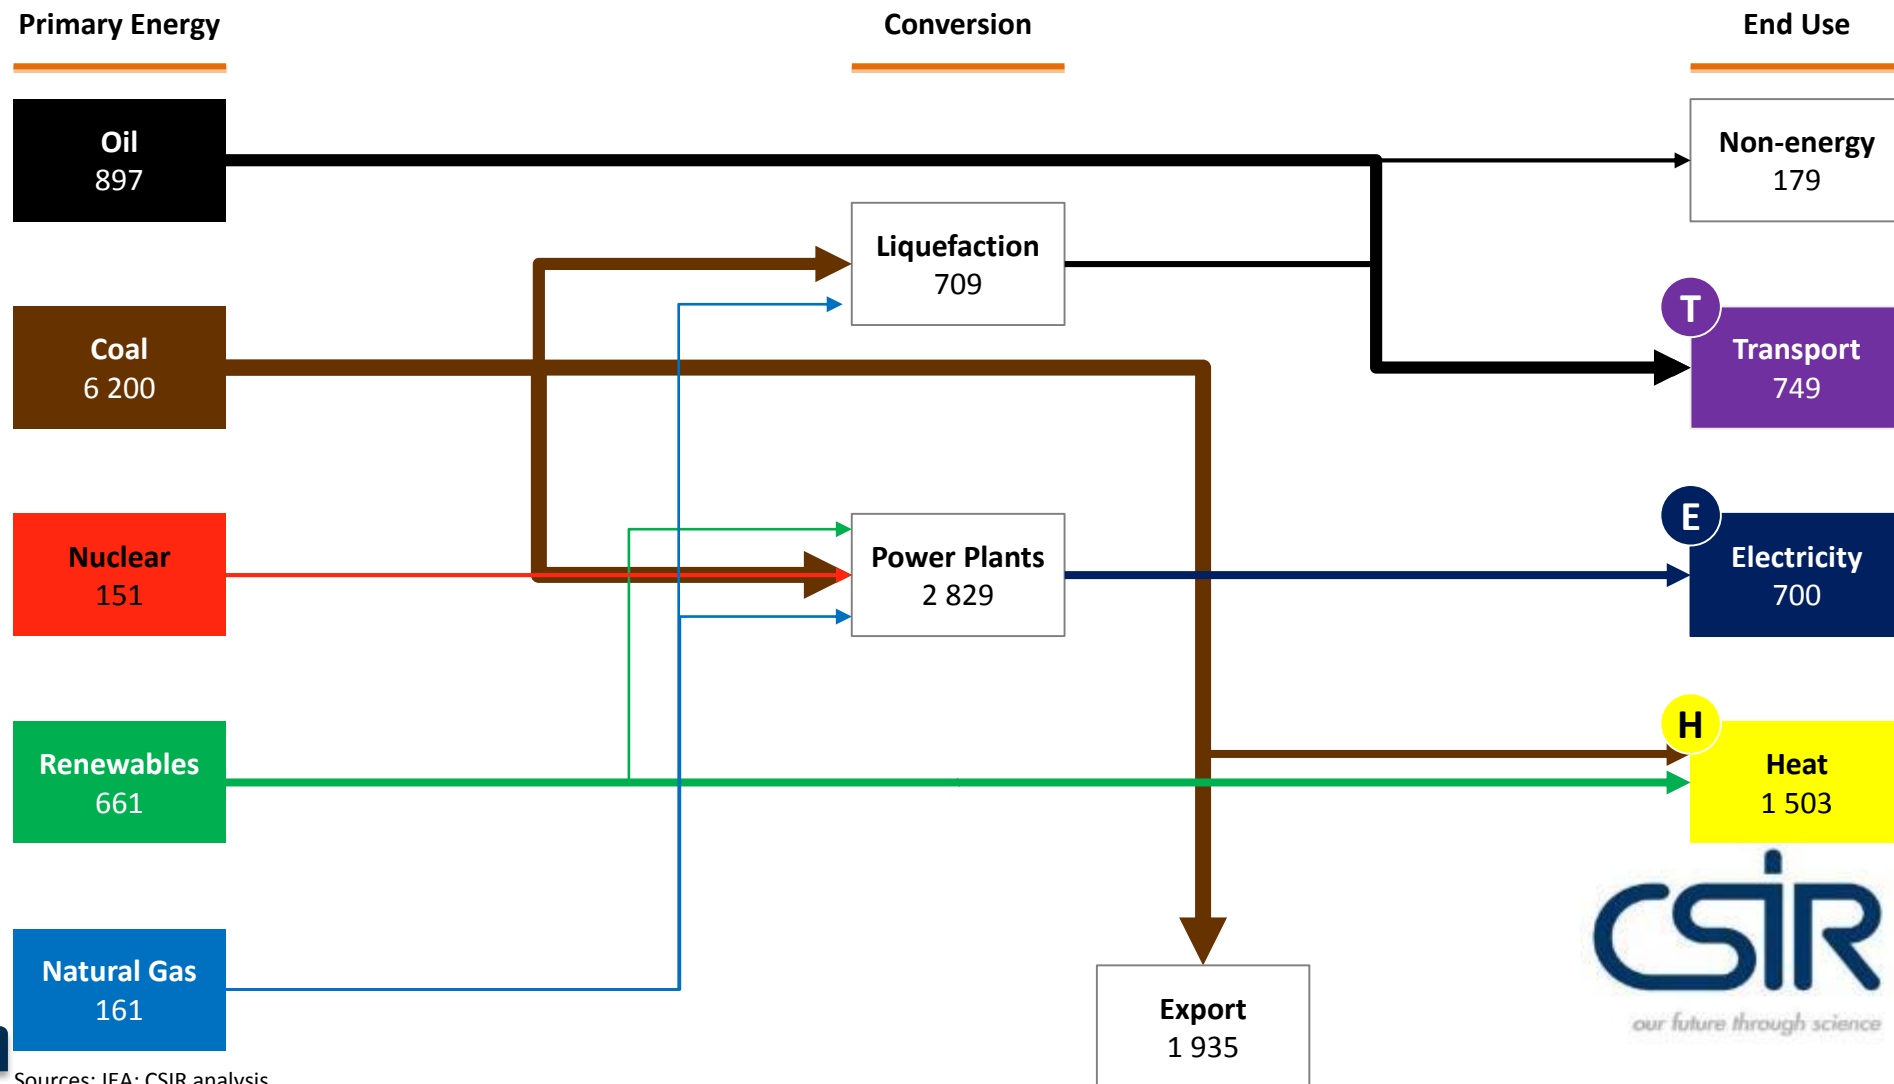 Primary Energy
Conversion
End Use
Oil
897
Non-energy
179
Liquefaction
709
Coal
6 200
T
Transport
749
Nuclear
151
Power Plants
2 829
E
Electricity
700
Renewables
661
H
Heat
1 503
Natural Gas
161
Export
1 935
CSIR
our future through science
Sources: IEA; CSIR analysis